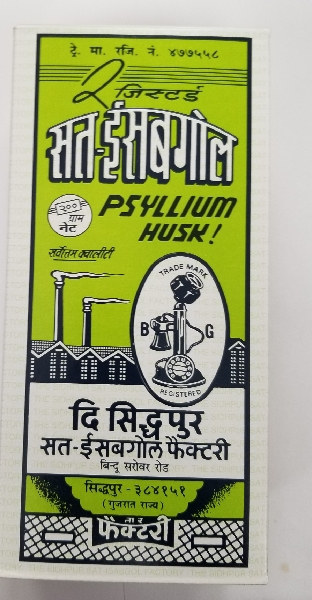 ट्रे. मा. रजि. नं. ४७७५५८
रजिस्टर्ड
सत-ईसबगोल
PSYLLIUM
HUSK!
२००
ग्राम
नेट
सर्वोत्तम क्वालीटी
TRADE MARK
B G
REGISTERED
दि सिद्धपुर
सत-ईसबगोल फैक्टरी
बिन्दू सरोवर रोड
सिद्धपुर - ३८४१५१
(गुजरात राज्य)
तार
फैक्टरी